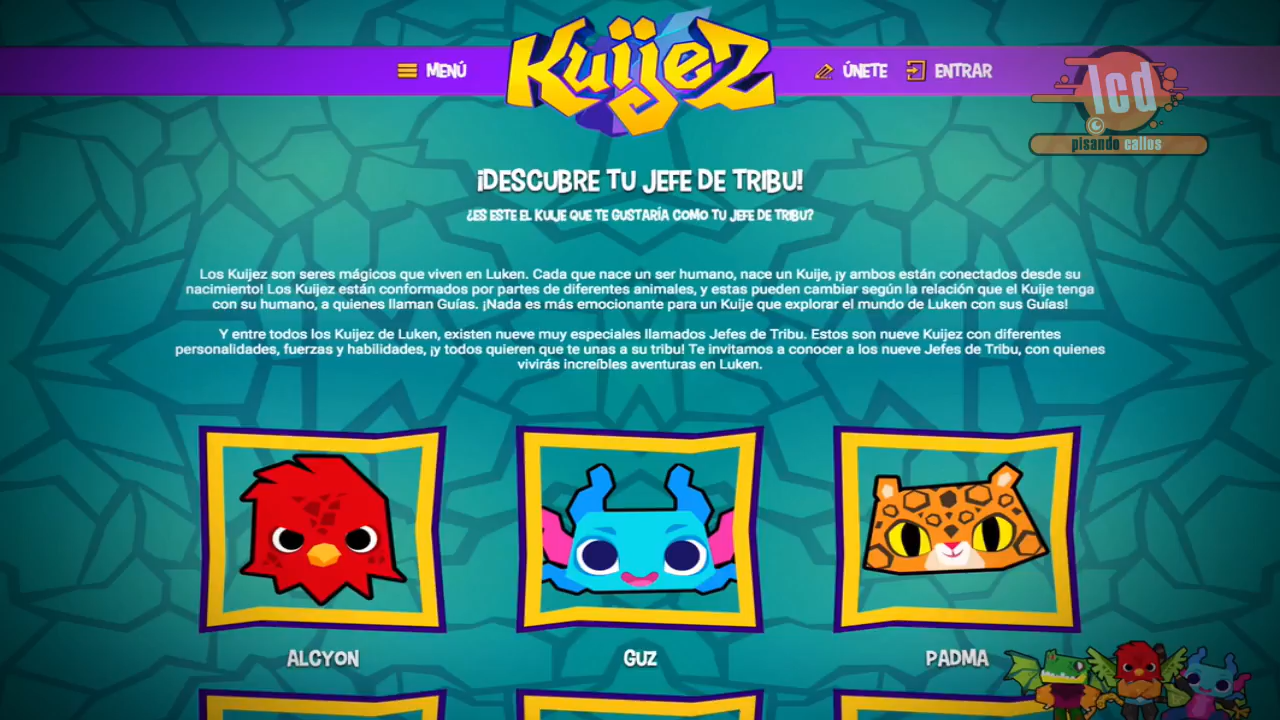 KuijeZ
MENÚ
ÚNETE
ENTRAR
lcd
pisando callos
¡DESCUBRE TU JEFE DE TRIBU!
¿ES ESTE EL KUIJE QUE TE GUSTARÍA COMO TU JEFE DE TRIBU?
Los Kuijez son seres mágicos que viven en Luken. Cada que nace un ser humano, nace un Kuije, ¡y ambos están conectados desde su
nacimiento! Los Kuijez están conformados por partes de diferentes animales, y estas pueden cambiar según la relación que el Kuije tenga
con su humano, a quienes llaman Guías. ¡Nada es más emocionante para un Kuije que explorar el mundo de Luken con sus Guías!
Y entre todos los Kuijez de Luken, existen nueve muy especiales llamados Jefes de Tribu. Estos son nueve Kuijez con diferentes
personalidades, fuerzas y habilidades, ¡y todos quieren que te unas a su tribu! Te invitamos a conocer a los nueve Jefes de Tribu, con quienes
vivirás increíbles aventuras en Luken.
ALCYON
GUZ
PADMA